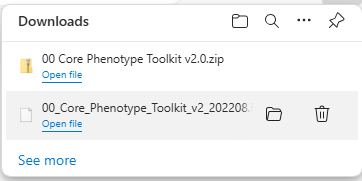 Downloads
00 Core Phenotype Toolkit v2.0.zip
Open file
00_Core_Phenotype_Toolkit_v2_202208
Open file
See more